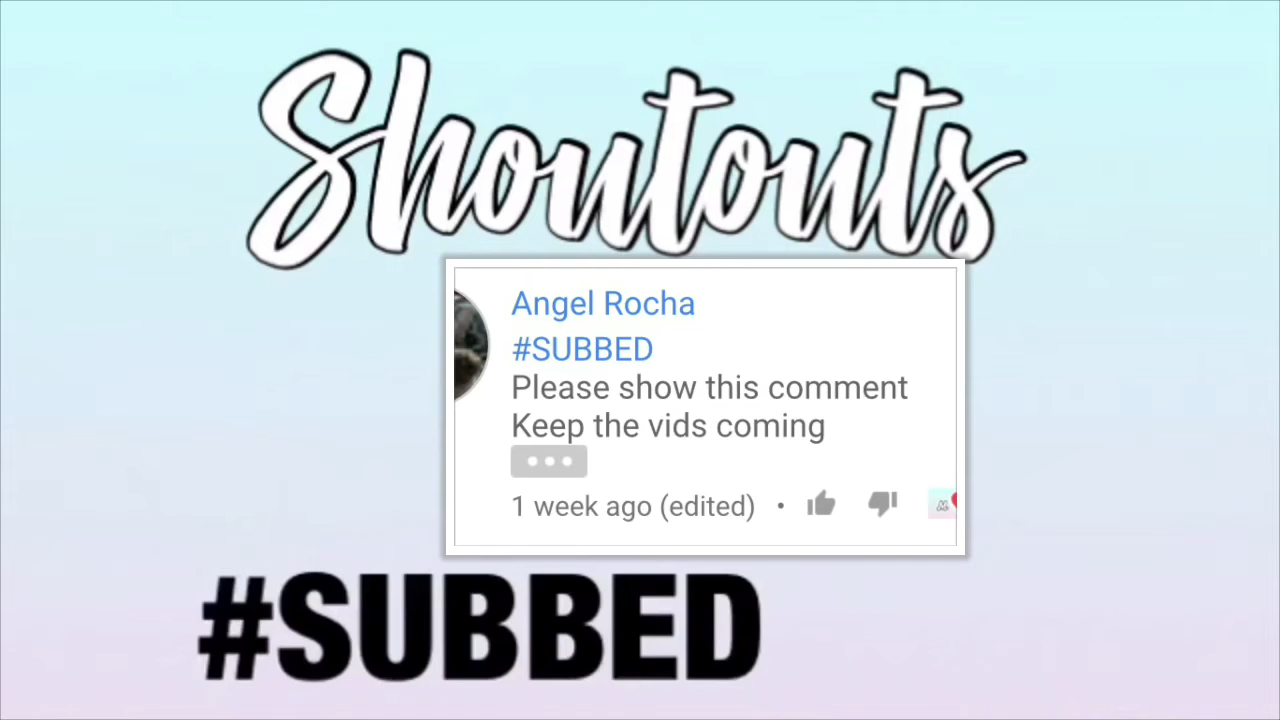 Shoutouts
Angel Rocha
#SUBBED
Please show this comment
Keep the vids coming
1 week ago (edited) •
#SUBBED